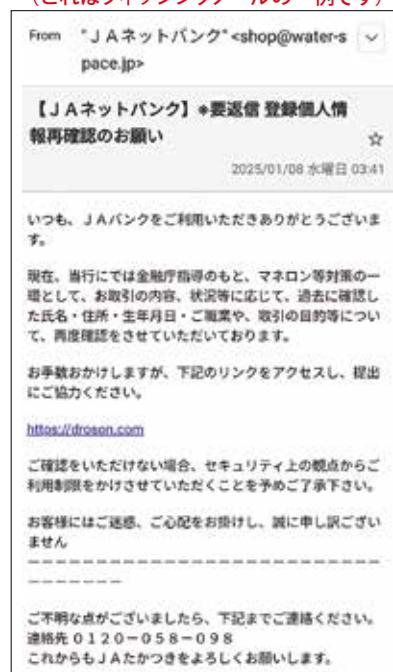 (これはフィッシングメールの一例です)
From "ＪＡネットバンク"<shop@water-s
pace.jp>
【ＪＡネットバンク】※要返信 登録個人情
報再確認のお願い
2025/01/08 水曜日 03:41
いつも、ＪＡバンクをご利用いただきありがとうございま
す。
現在、当行にては金融庁指導のもと、マネロン等対策の一
環として、お取引の内容、状況等に応じて、過去に確認し
た氏名・住所・生年月日・ご職業や、取引の目的等につい
て、再度確認をさせていただいております。
お手数おかけしますが、下記のリンクをアクセスし、提出
にご協力ください。
https://droson.com
ご確認をいただけない場合、セキュリティ上の観点からご
利用制限をかけさせていただくことを予めご了承下さい。
お客様にはご迷惑、ご心配をお掛けし、誠に申し訳ござい
ません
ーーーーーーーーーーーーーーーーーーーーーーーーーー
ーーーーーーー
ご不明な点がございましたら、下記までご連絡ください。
連絡先 ０１２０－０５８－０９８
これからもＪＡたかつきをよろしくお願いします。